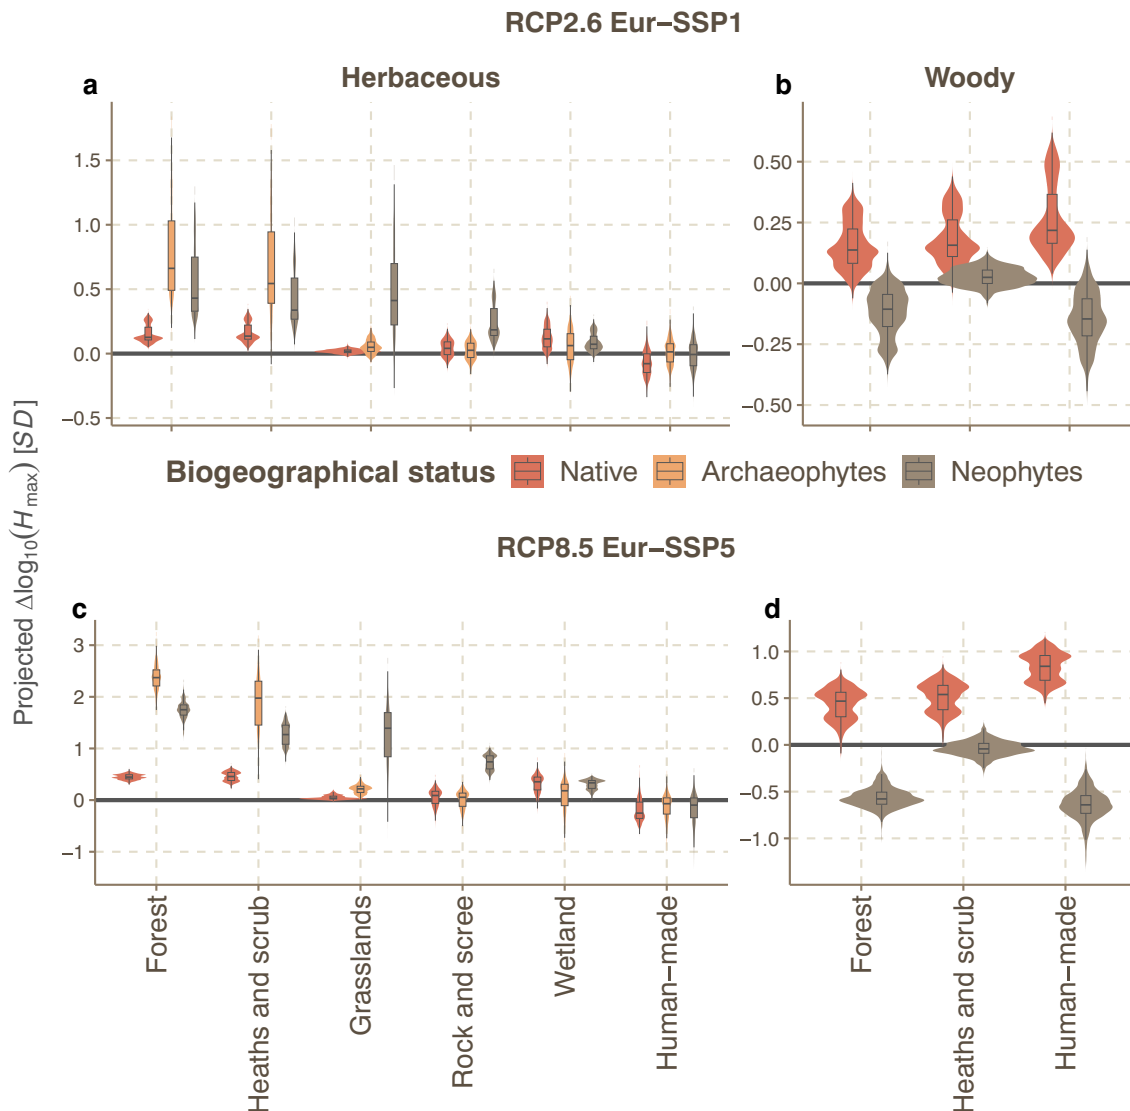 RCP2.6 Eur−SSP1
a Herbaceous
b Woody
1.5
1.0
0.5
0.0
−0.5
0.50
0.25
0.00
−0.25
−0.50
Projected Δlog10(Hmax) [SD]
Biogeographical status Native Archaeophytes Neophytes
RCP8.5 Eur−SSP5
c
d
3
2
1
0
−1
1.0
0.5
0.0
−0.5
−1.0
Forest
Heaths and scrub
Grasslands
Rock and scree
Wetland
Human−made
Forest
Heaths and scrub
Human−made